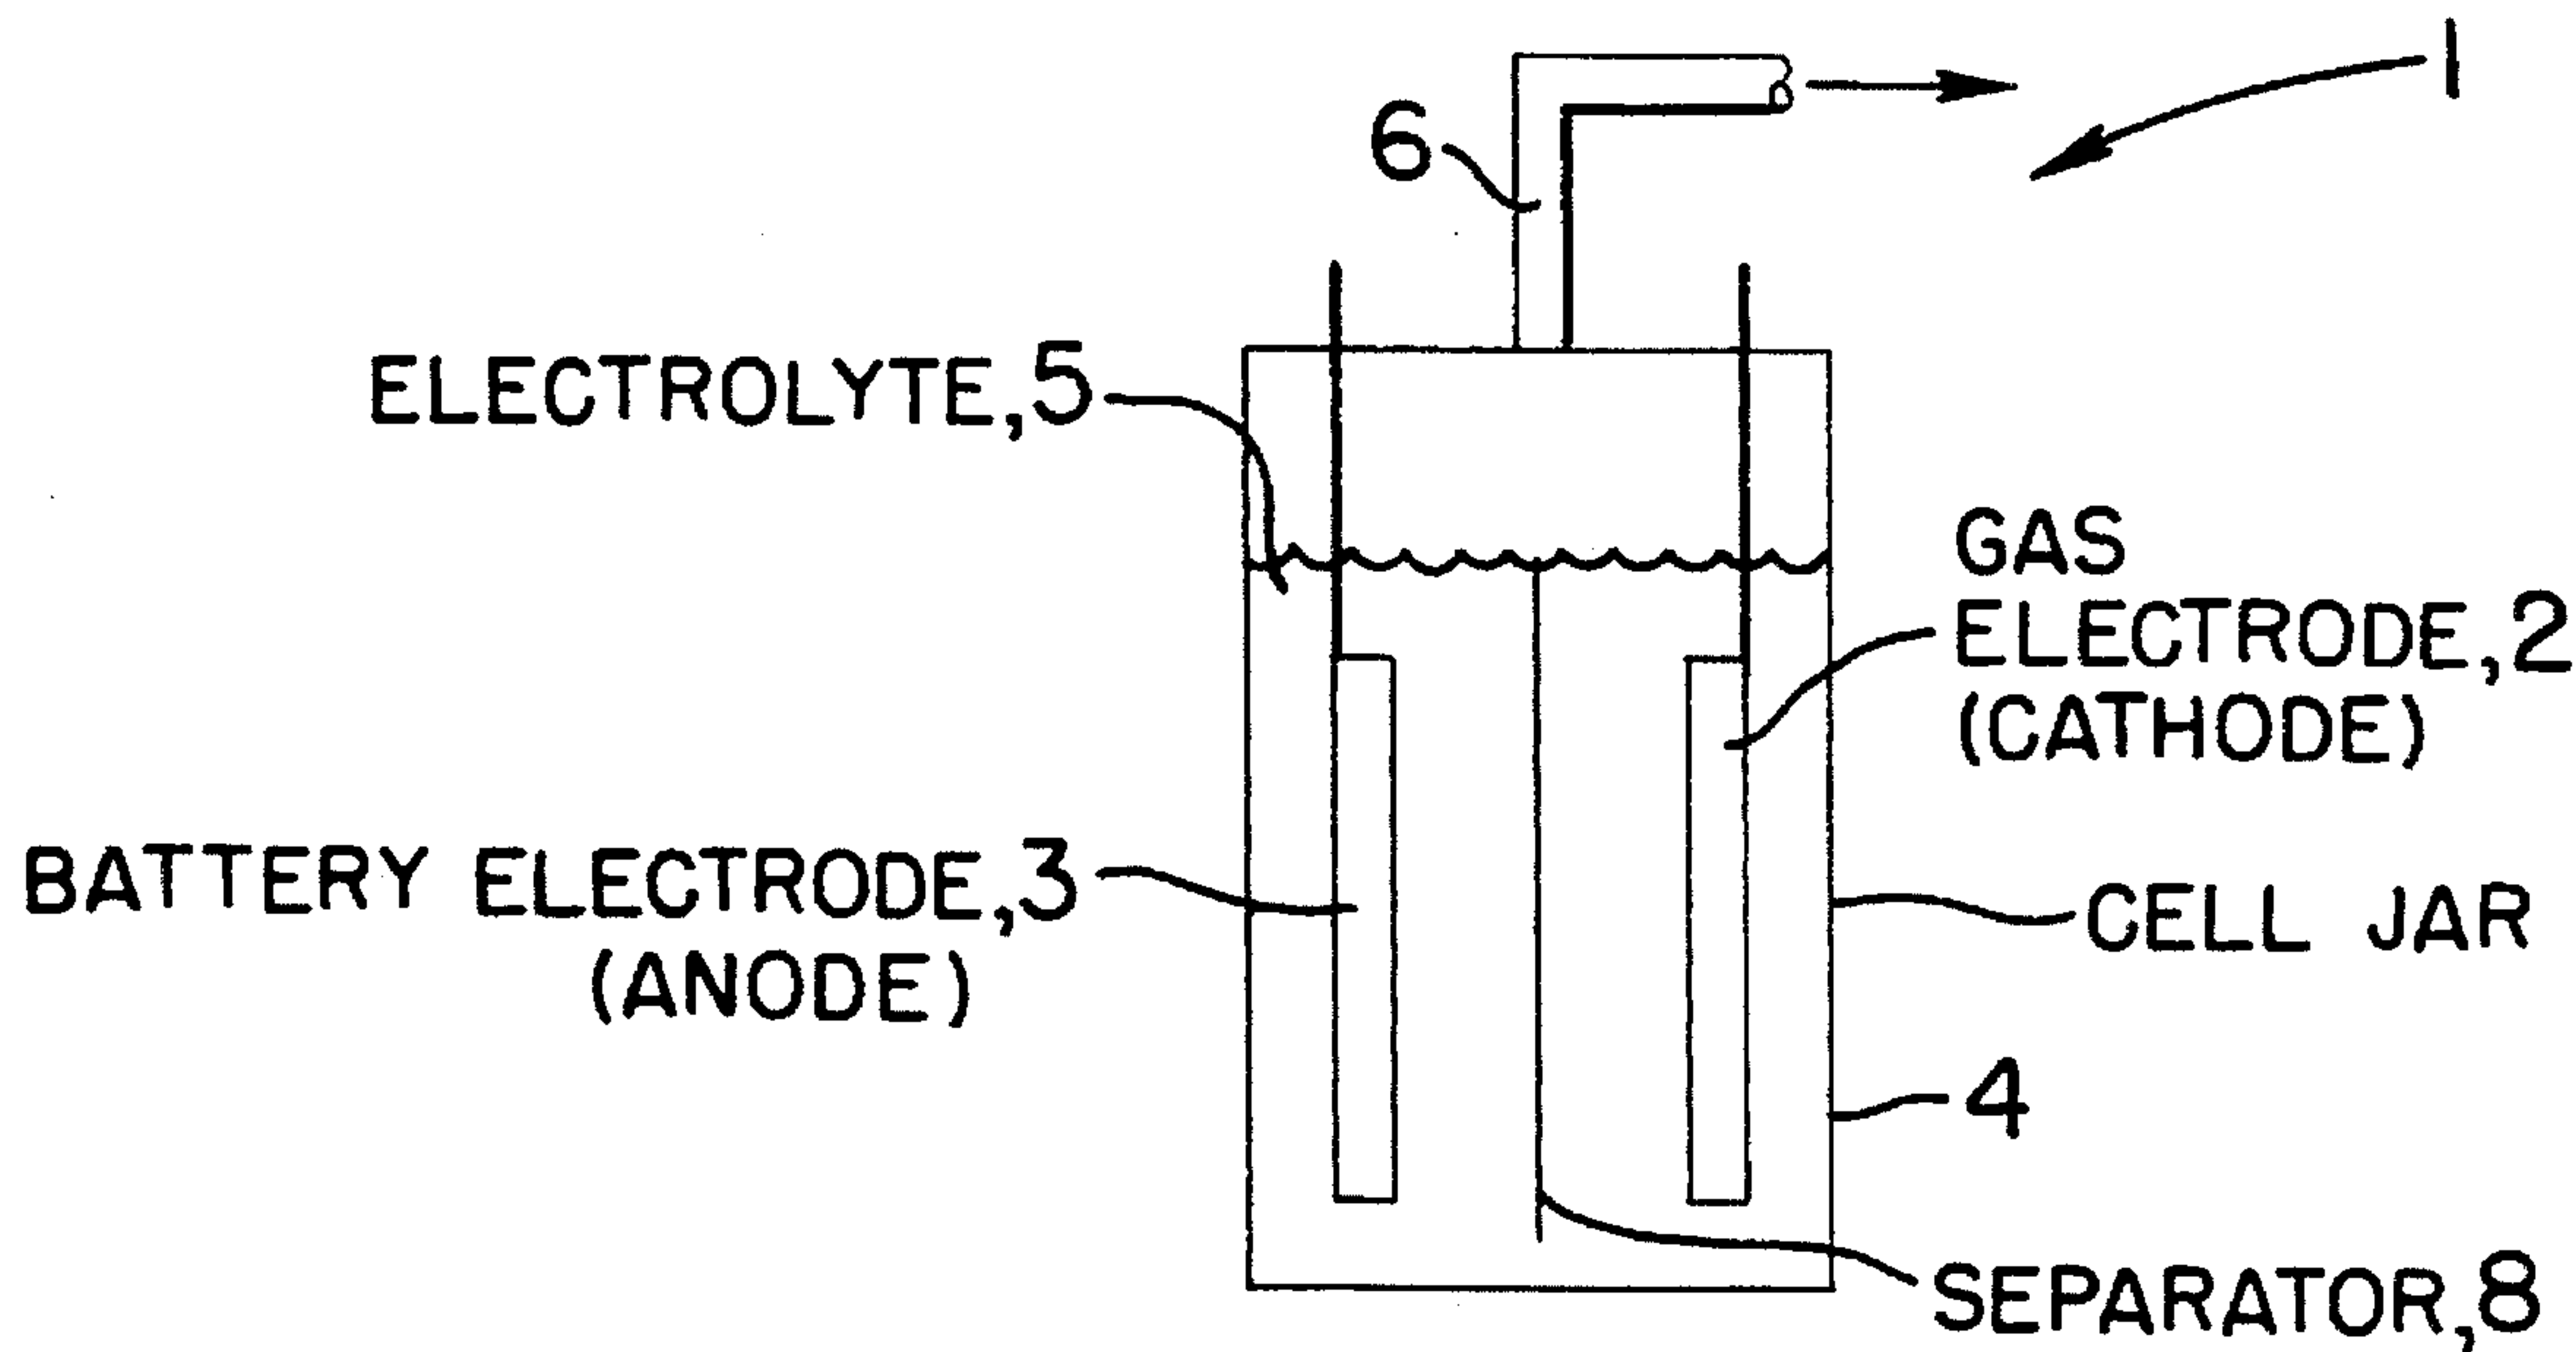 1
6
ELECTROLYTE,5
GAS
ELECTRODE,2
(CATHODE)
BATTERY ELECTRODE,3
(ANODE)
CELL JAR
4
SEPARATOR,8